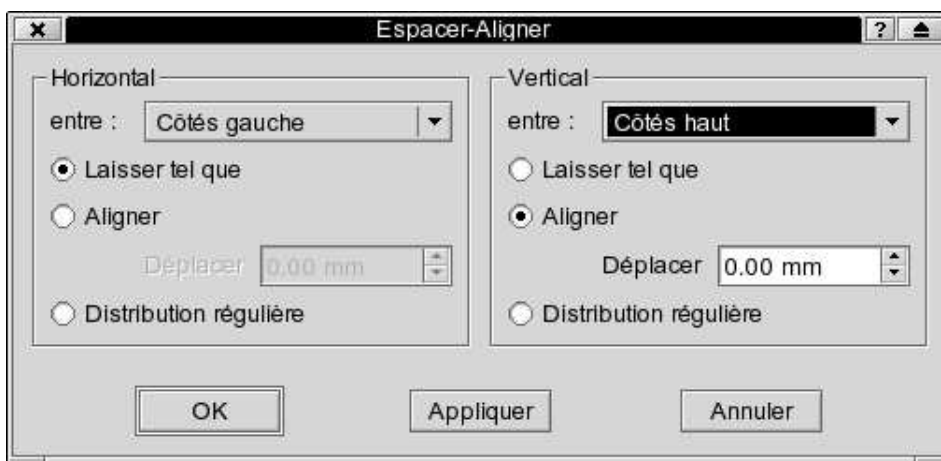 Espacer-Aligner
?
Horizontal
entre :
Côtés gauche
Laisser tel que
Aligner
Déplacer
0.00 mm
Distribution régulière
Vertical
entre :
Côtés haut
Laisser tel que
Aligner
Déplacer
0.00 mm
Distribution régulière
OK
Appliquer
Annuler